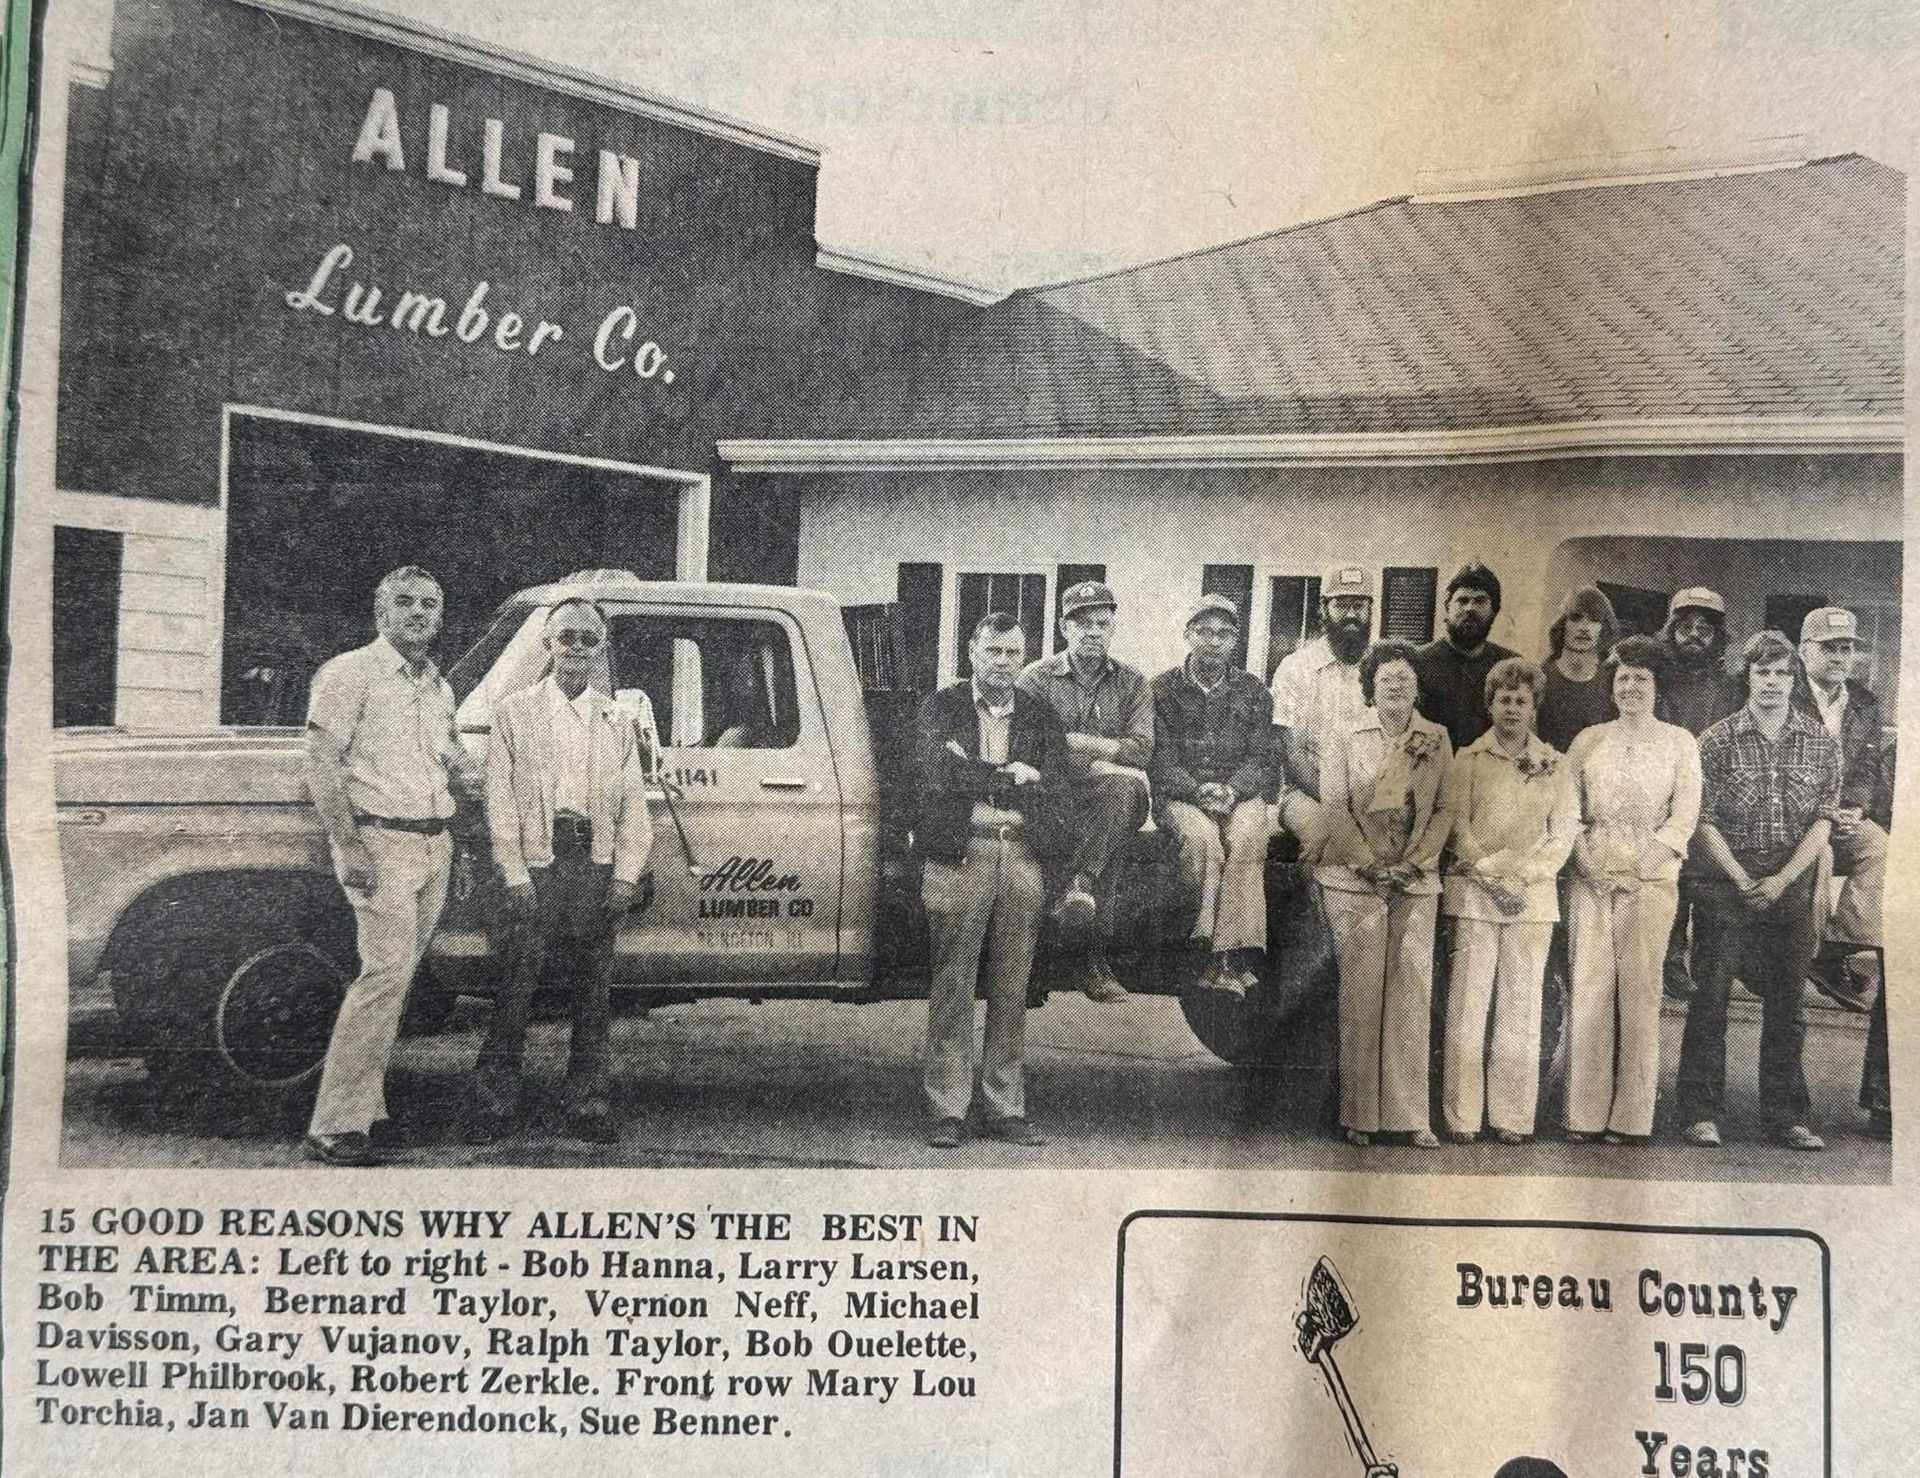 ALLEN
Lumber Co.
1141
Allen
LUMBER CO
PRINCETON, ILL
15 GOOD REASONS WHY ALLEN'S THE BEST IN
THE AREA: Left to right - Bob Hanna, Larry Larsen,
Bob Timm, Bernard Taylor, Vernon Neff, Michael
Davisson, Gary Vujanov, Ralph Taylor, Bob Ouelette,
Lowell Philbrook, Robert Zerkle. Front row Mary Lou
Torchia, Jan Van Dierendonck, Sue Benner.
Bureau County
150
Years